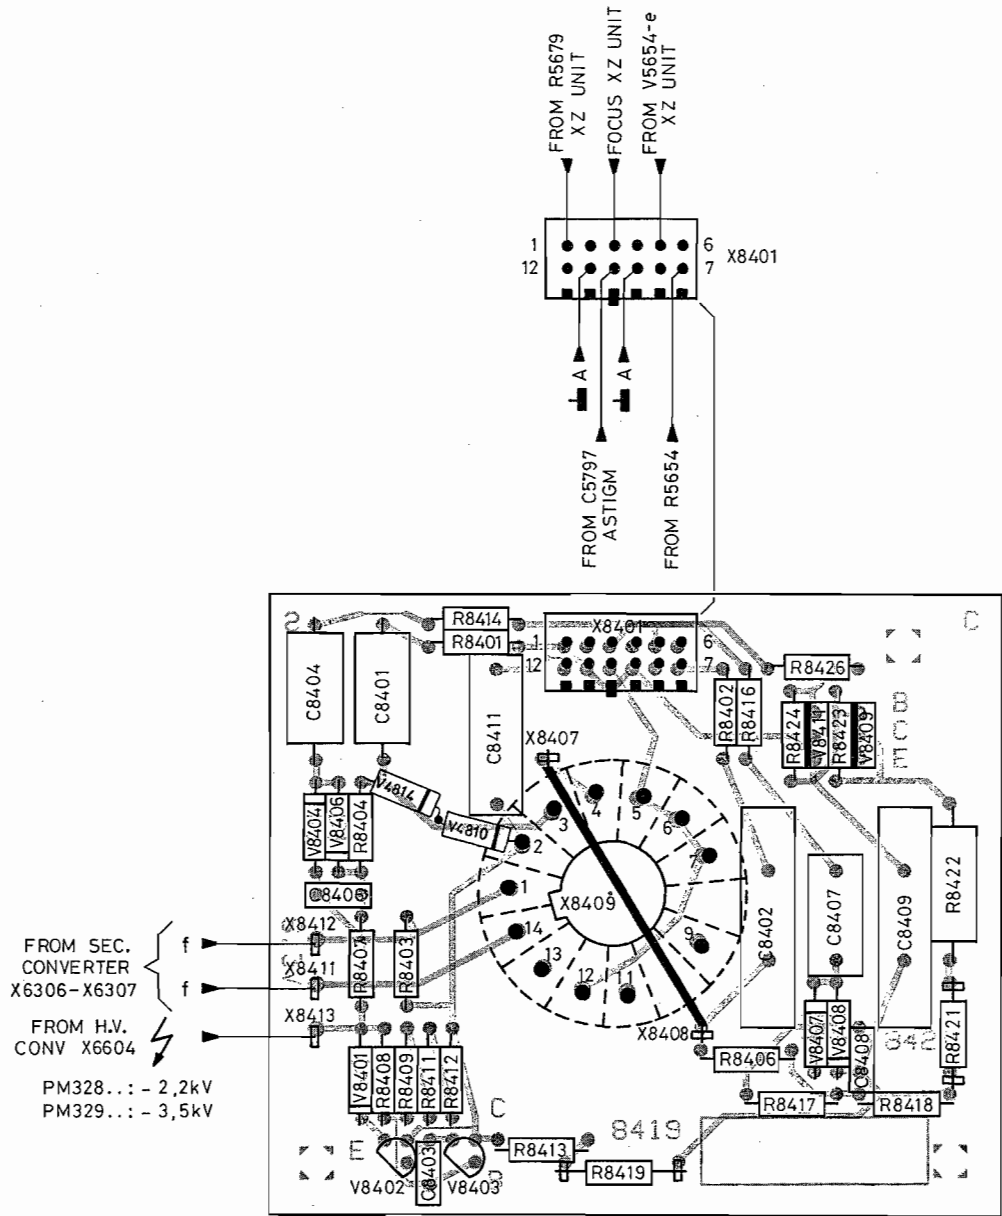 FROM R5679
XZ UNIT
FOCUS XZ UNIT
FROM V5654-e
XZ UNIT
1
6
X8401
12
7
A
A
FROM C5797
ASTIGM
FROM R5654
2
R8414
X8401
C
R8401
1
6
12
7
R8426
C8404
C8401
C8411
R8402
R8416
R8424
V8411
R8423
V8409
B
C
E
X8407
V4814
V4810
V8404
V8406
R8404
4
3
5
6
2
7
1
X8409
14
9
13
12
11
C8402
C8407
C8409
R8422
X8412
R8403
FROM SEC.
CONVERTER
X6306-X6307
f
X8411
f
FROM H.V.
CONV X6604
X8413
X8408
PM328..:- 2,2kV
PM329..:- 3,5kV
V8401
R8408
R8409
R8411
R8412
R8406
V8407
V8408
C8408
842
R8421
R8417
R8418
C
8419
E
R8413
R8419
V8402
C8403
V8403